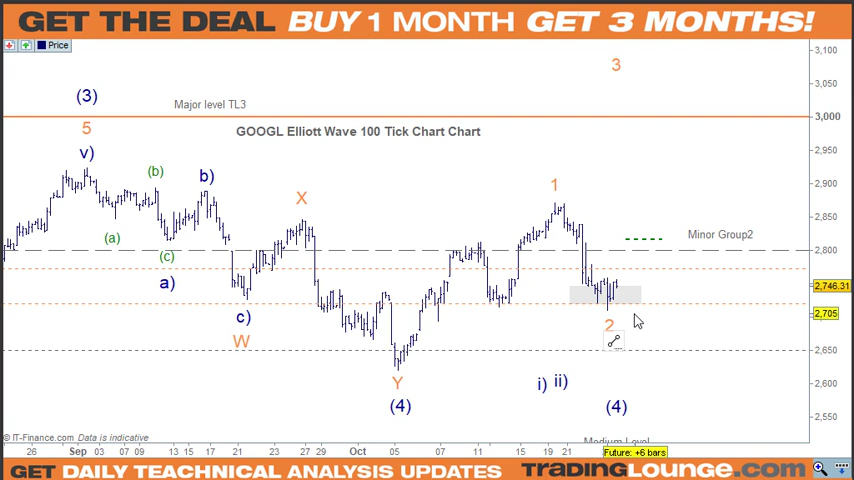 GET THE DEAL BUY 1 MONTH GET 3 MONTHS!
Price
3,100
3
3,050
(3)
Major level TL3
3,000
5
GOOGL Elliott Wave 100 Tick Chart Chart
v)
2,950
(b)
b)
1
2,900
X
2,850
(a)
Minor Group2
(c)
2,800
a)
2,746.31
c)
2,705
2
W
2,650
Y
i) ii)
2,600
(4)
(4)
2,550
© IT-Finance.com Data is indicative
Medium Level
26 Sep 03 07 09 13 15 17 21 23 27 29 Oct 05 07 11 13 15 19 21 Future: +6 bars
GET DAILY TEACHNICAL ANALYSIS UPDATES TRADINGLOUNGE.com